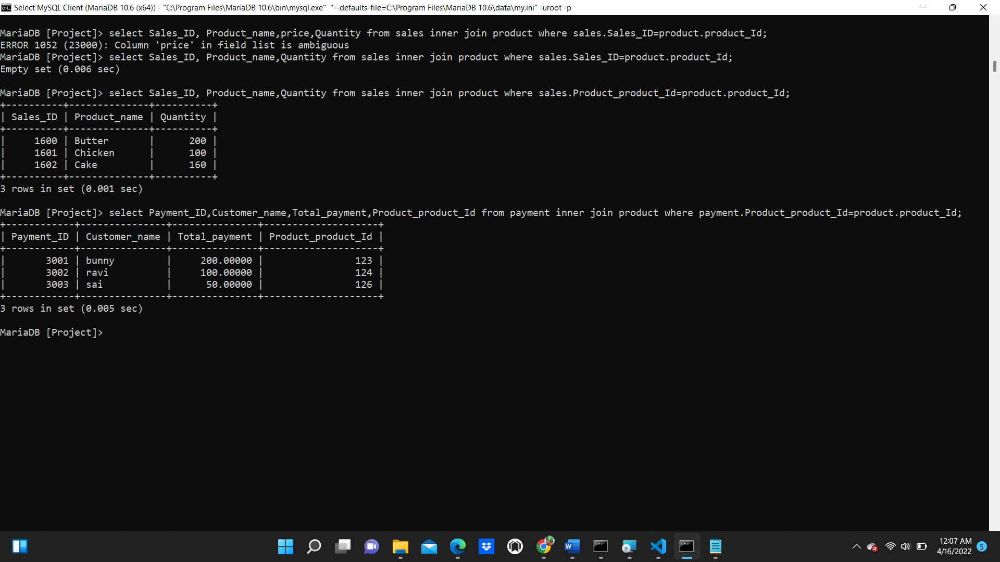 Select MySQL Client (MariaDB 10.6 (x64)) - "C:\Program Files\MariaDB 10.6\bin\mysql.exe"  "--defaults-file=C:\Program Files\MariaDB 10.6\data\my.ini" -uroot -p
MariaDB [Project]> select Sales_ID, Product_name,price,Quantity from sales inner join product where sales.Sales_ID=product.product_Id;
ERROR 1052 (23000): Column 'price' in field list is ambiguous
MariaDB [Project]> select Sales_ID, Product_name,Quantity from sales inner join product where sales.Sales_ID=product.product_Id;
Empty set (0.006 sec)
MariaDB [Project]> select Sales_ID, Product_name,Quantity from sales inner join product where sales.Product_product_Id=product.product_Id;
+----------+--------------+----------+
| Sales_ID | Product_name | Quantity |
+----------+--------------+----------+
|     1600 | Butter       |      200 |
|     1601 | Chicken      |      100 |
|     1602 | Cake         |      160 |
+----------+--------------+----------+
3 rows in set (0.001 sec)
MariaDB [Project]> select Payment_ID,Customer_name,Total_payment,Product_product_Id from payment inner join product where payment.Product_product_Id=product.product_Id;
+------------+---------------+---------------+--------------------+
| Payment_ID | Customer_name | Total_payment | Product_product_Id |
+------------+---------------+---------------+--------------------+
|       3001 | bunny         |     200.00000 |                123 |
|       3002 | ravi          |     100.00000 |                124 |
|       3003 | sai           |      50.00000 |                126 |
+------------+---------------+---------------+--------------------+
3 rows in set (0.005 sec)
MariaDB [Project]>
12:07 AM
4/16/2022
5